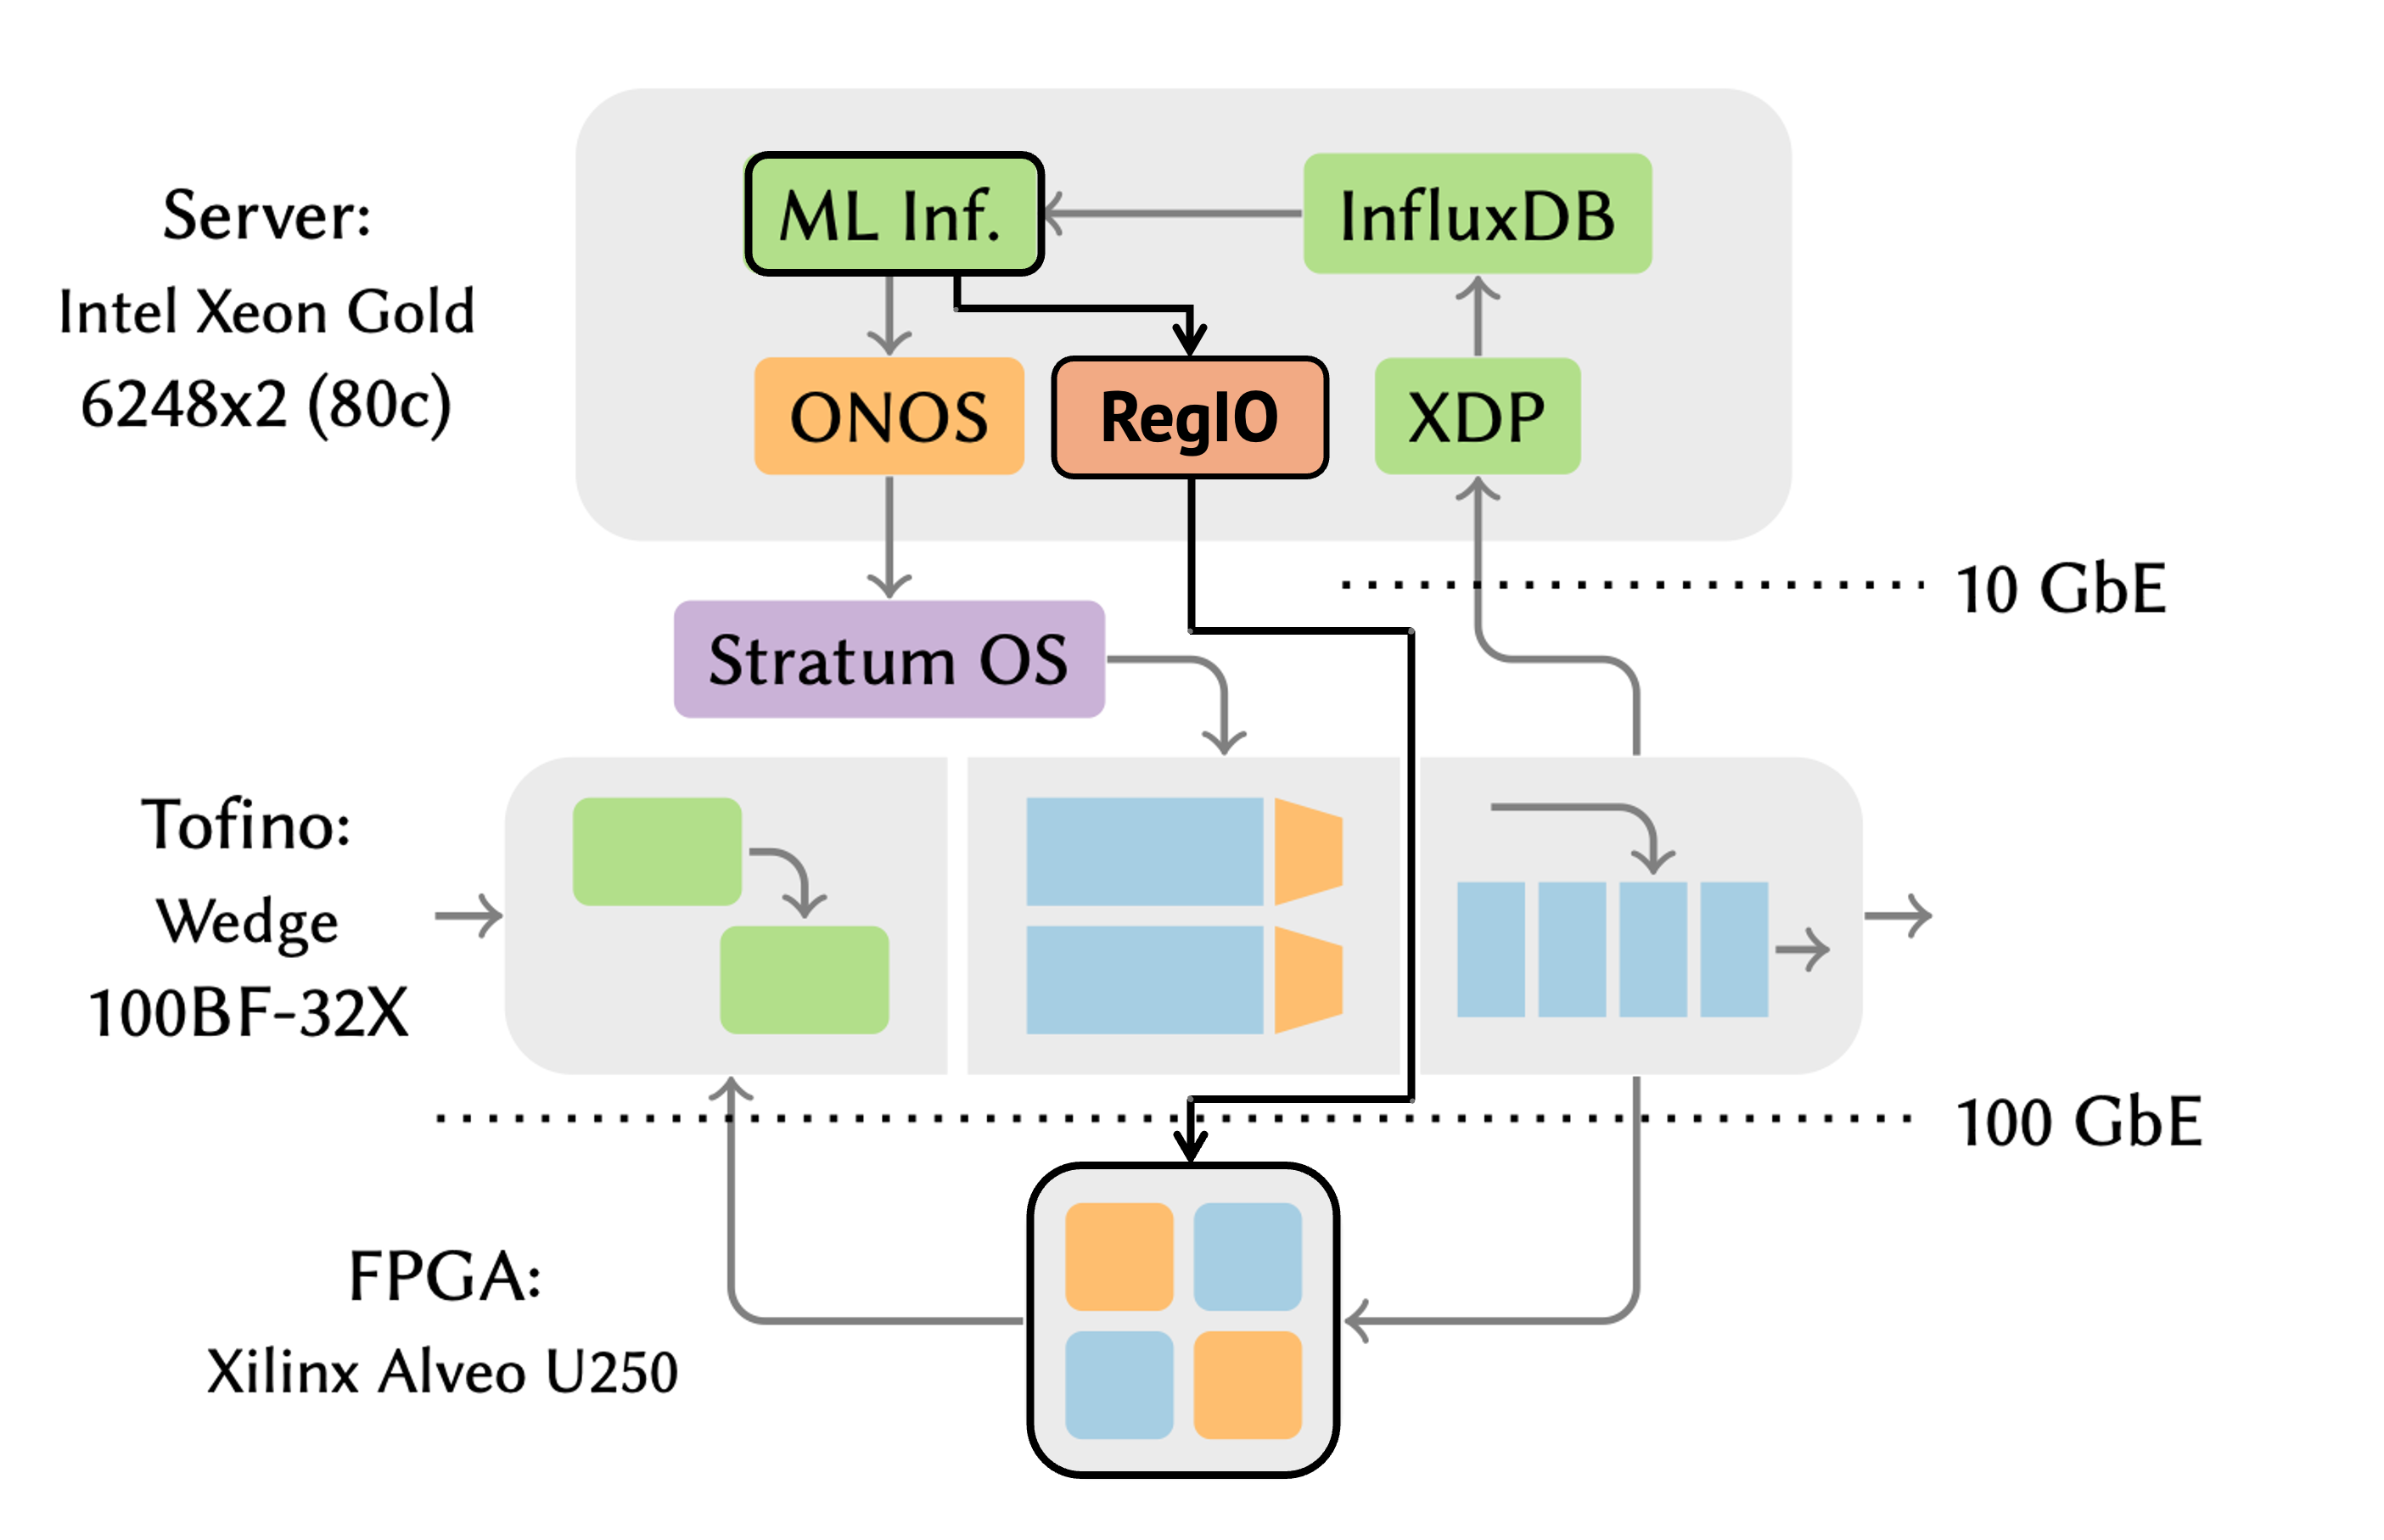 Server:
Intel Xeon Gold
6248x2 (80c)
ML Inf.
InfluxDB
ONOS
RegIO
XDP
10 GbE
Stratum OS
Tofino:
Wedge
100BF-32X
100 GbE
FPGA:
Xilinx Alveo U250